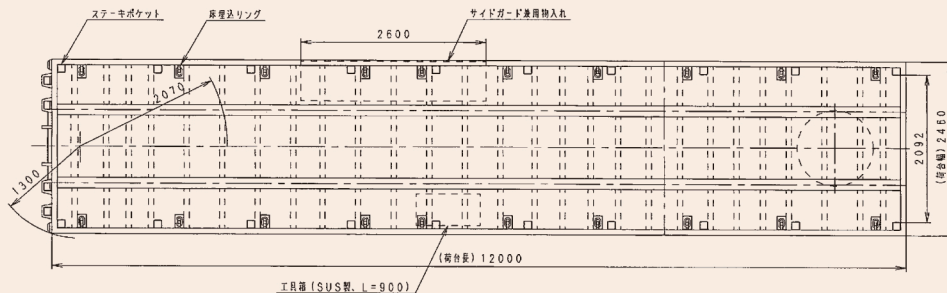 ステーキポケット
床埋込リング
サイドガード兼用物入れ
2600
2070
1300
2092
(荷台幅) 2460
(荷台長) 12000
工具箱 (SUS製、L=900)